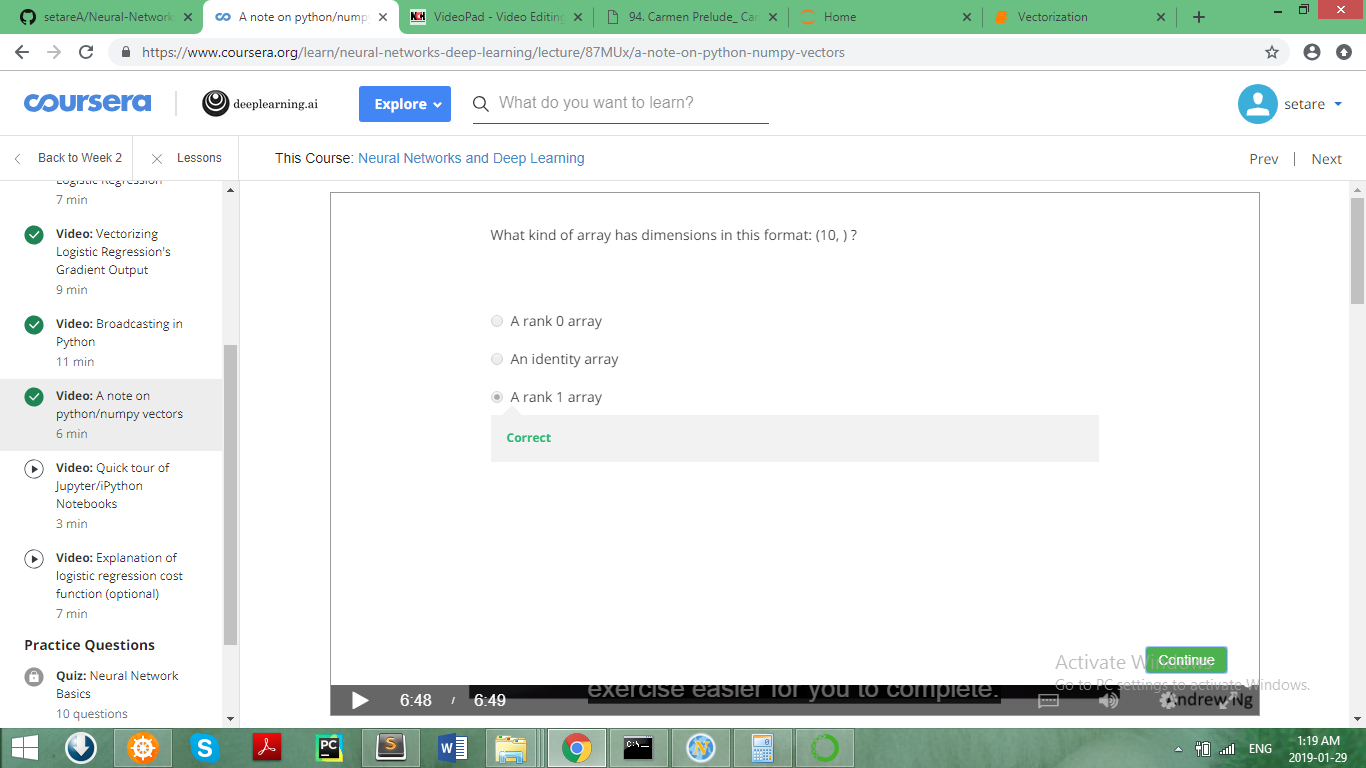 setareA/Neural-Network
A note on python/nump
VideoPad - Video Editing
94. Carmen Prelude_ Car
Home
Vectorization
https://www.coursera.org/learn/neural-networks-deep-learning/lecture/87MUx/a-note-on-python-numpy-vectors
coursera
deeplearning.ai
Explore
What do you want to learn?
setare
Back to Week 2
Lessons
This Course: Neural Networks and Deep Learning
Prev | Next
Logistic Regression
7 min
Video: Vectorizing
Logistic Regression's
Gradient Output
9 min
Video: Broadcasting in
Python
11 min
Video: A note on
python/numpy vectors
6 min
Video: Quick tour of
Jupyter/iPython
Notebooks
3 min
Video: Explanation of
logistic regression cost
function (optional)
7 min
Practice Questions
Quiz: Neural Network
Basics
10 questions
What kind of array has dimensions in this format: (10, ) ?
A rank 0 array
An identity array
A rank 1 array
Correct
Continue
Activate Windows
Go to PC settings to activate Windows.
exercise easier for you to complete.
6:48 / 6:49
Andrew Ng
ENG
1:19 AM
2019-01-29